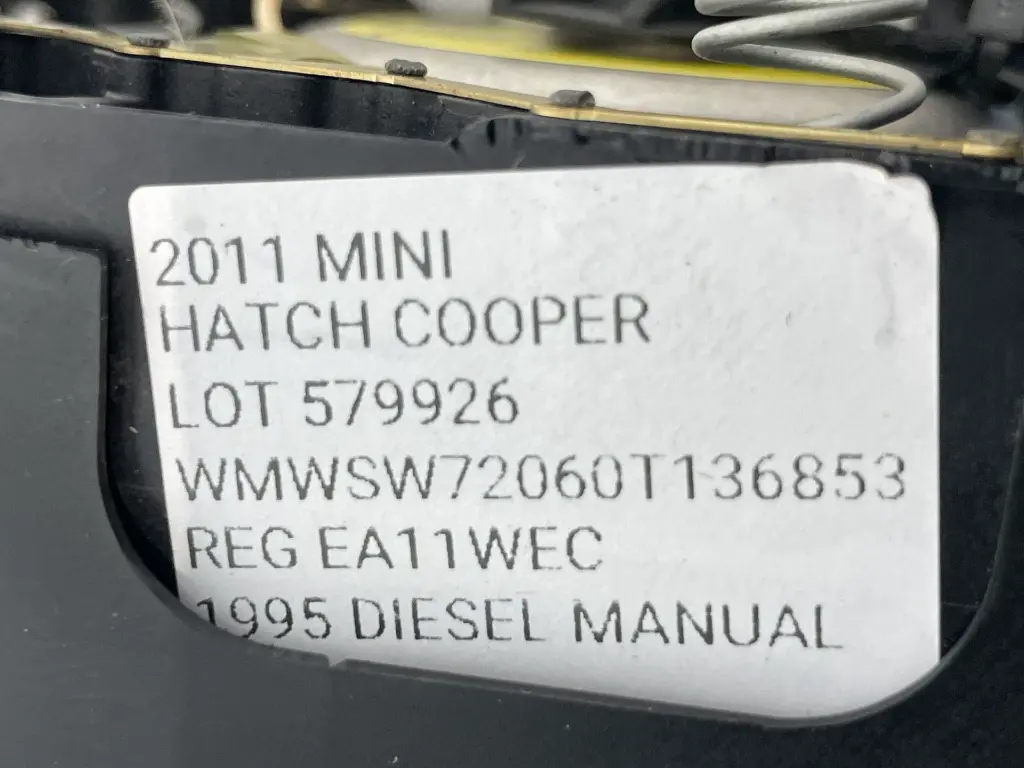 2011 MINI
HATCH COOPER
LOT 579926
WMWSW72060T136853
REG EA11WEC
1995 DIESEL MANUAL